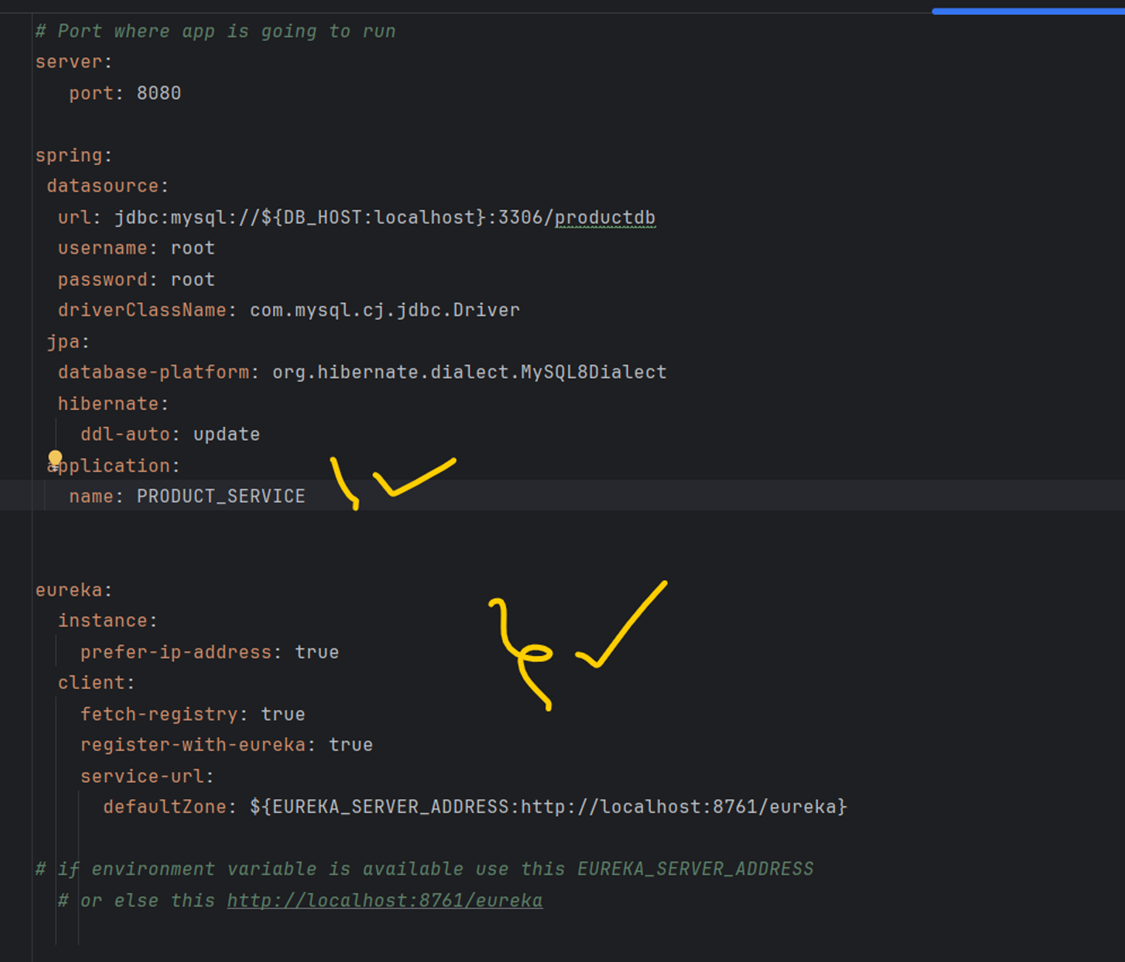 # Port where app is going to run
server:
   port: 8080
spring:
 datasource:
  url: jdbc:mysql://${DB_HOST:localhost}:3306/productdb
  username: root
  password: root
  driverClassName: com.mysql.cj.jdbc.Driver
 jpa:
  database-platform: org.hibernate.dialect.MySQL8Dialect
  hibernate:
    ddl-auto: update
 application:
   name: PRODUCT_SERVICE
eureka:
  instance:
    prefer-ip-address: true
  client:
    fetch-registry: true
    register-with-eureka: true
    service-url:
      defaultZone: ${EUREKA_SERVER_ADDRESS:http://localhost:8761/eureka}
# if environment variable is available use this EUREKA_SERVER_ADDRESS
  # or else this http://localhost:8761/eureka